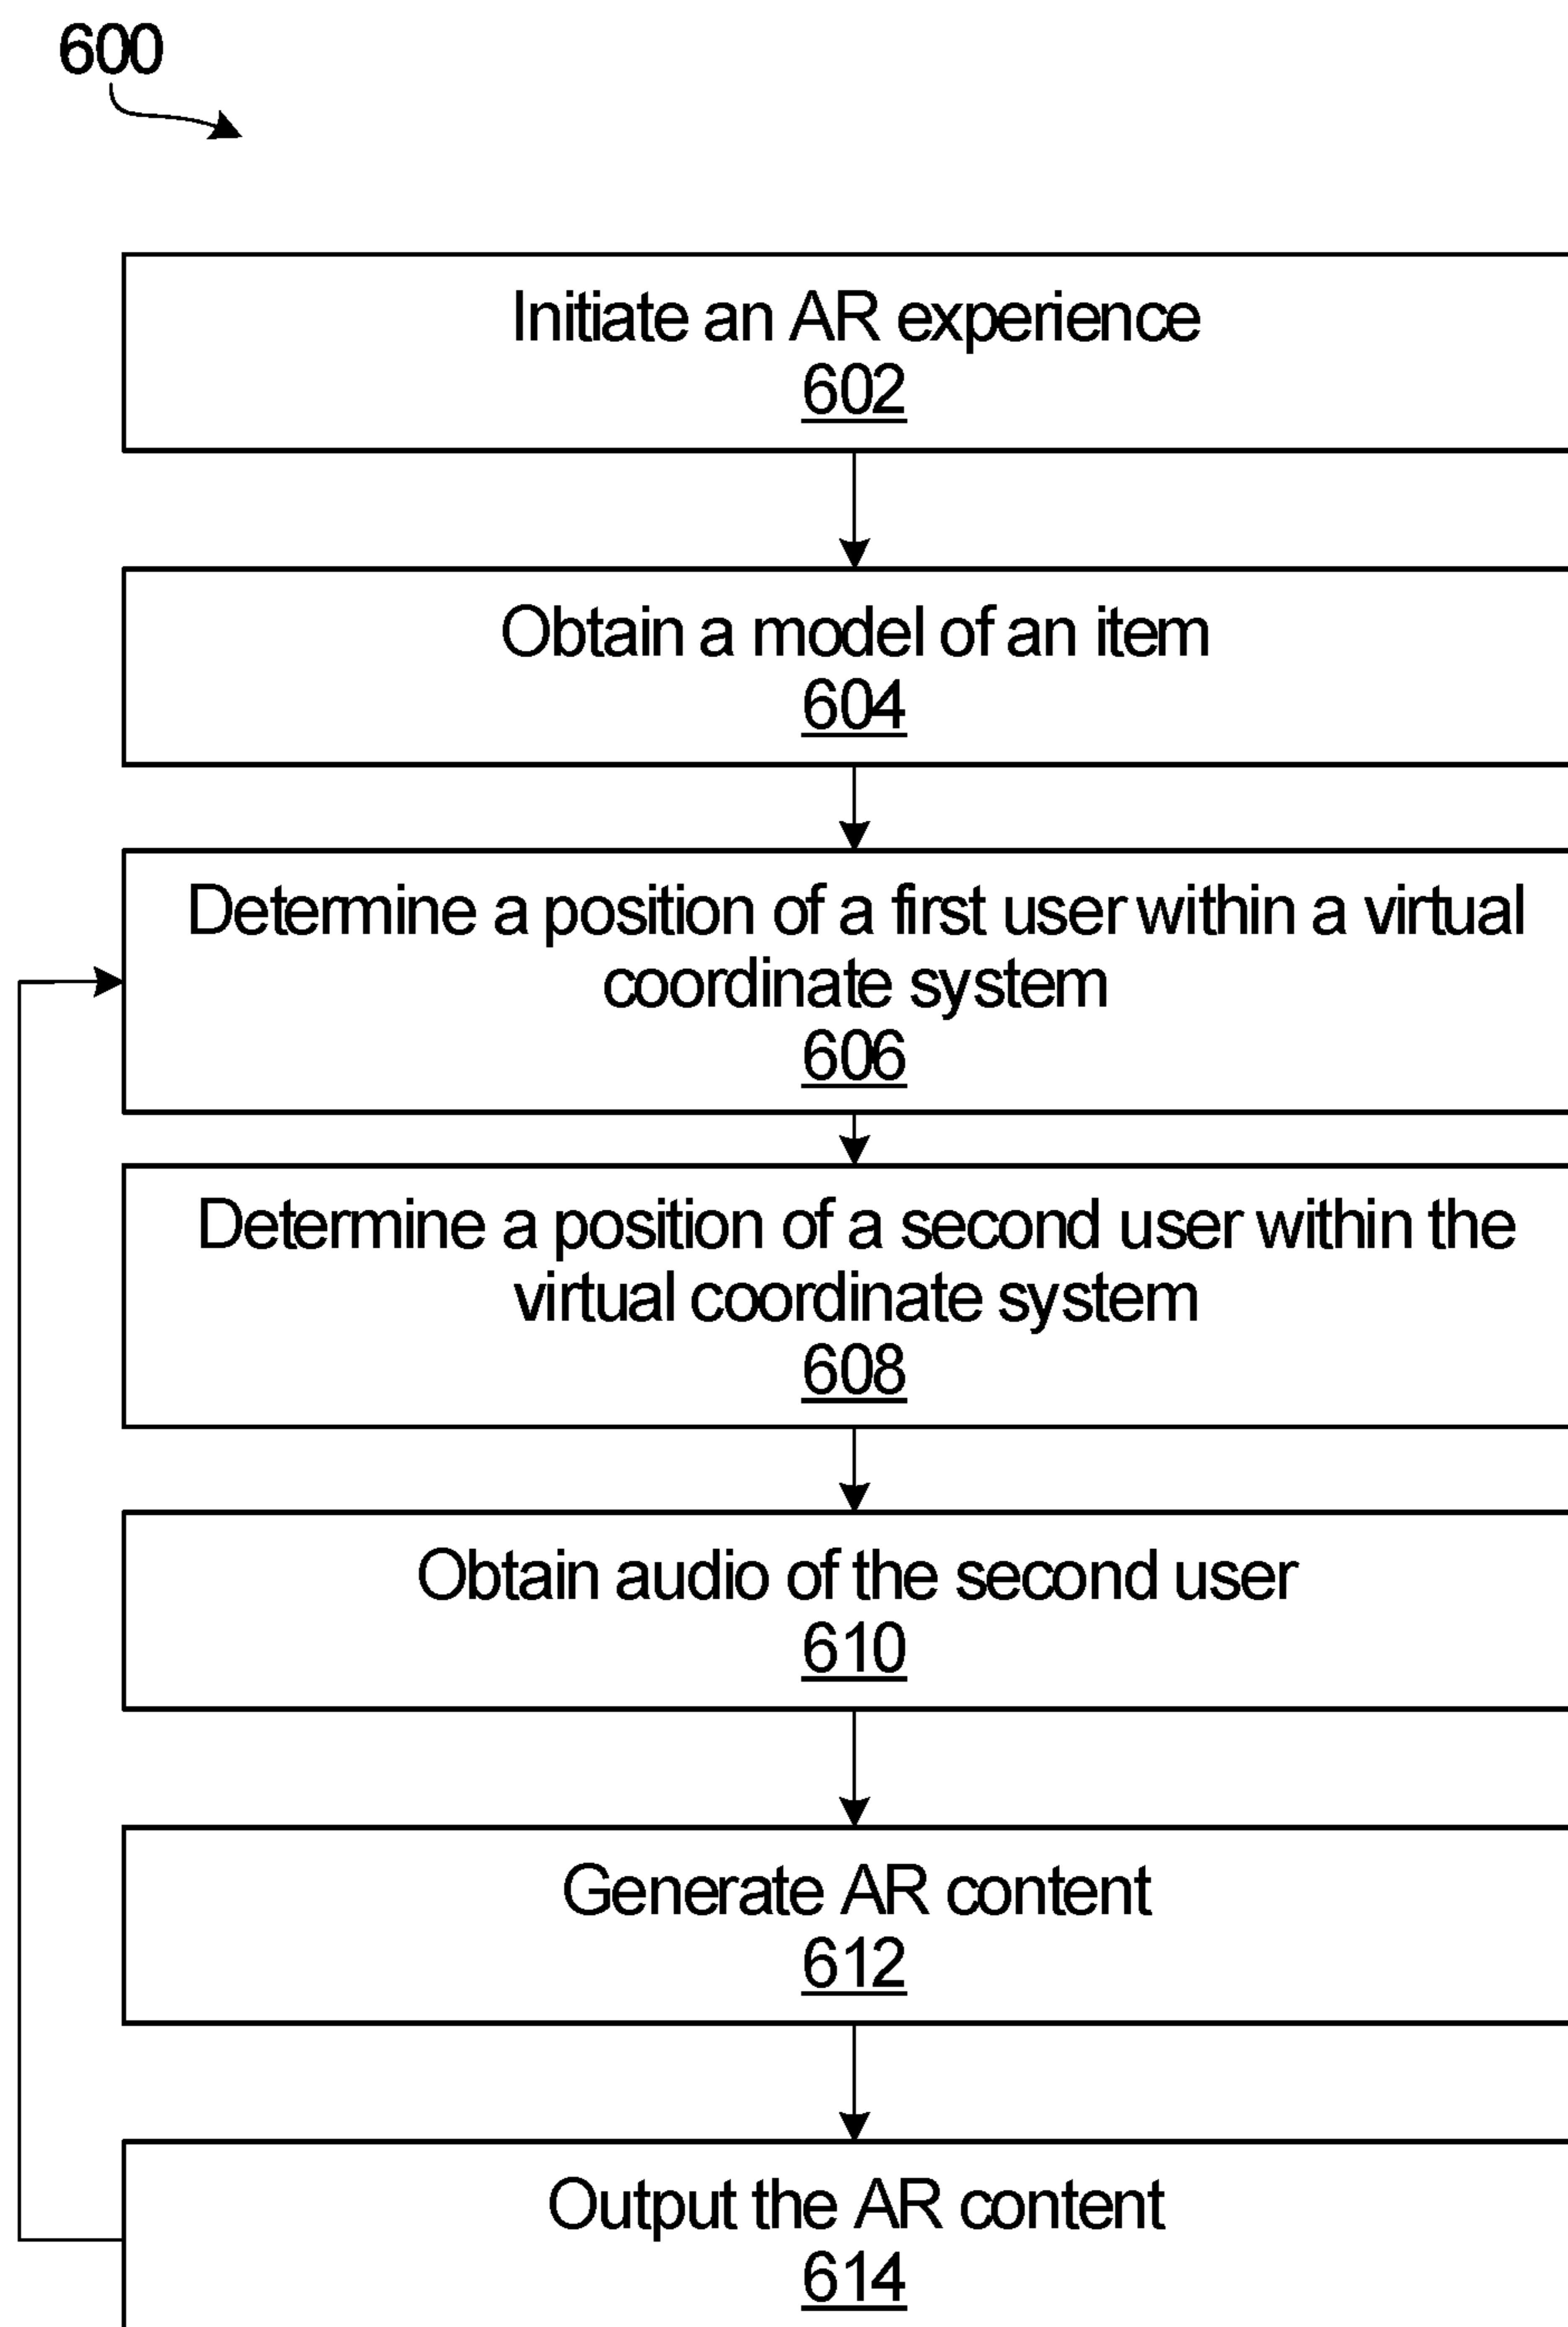 600
Initiate an AR experience
602
Obtain a model of an item
604
Determine a position of a first user within a virtual
coordinate system
606
Determine a position of a second user within the
virtual coordinate system
608
Obtain audio of the second user
610
Generate AR content
612
Output the AR content
614